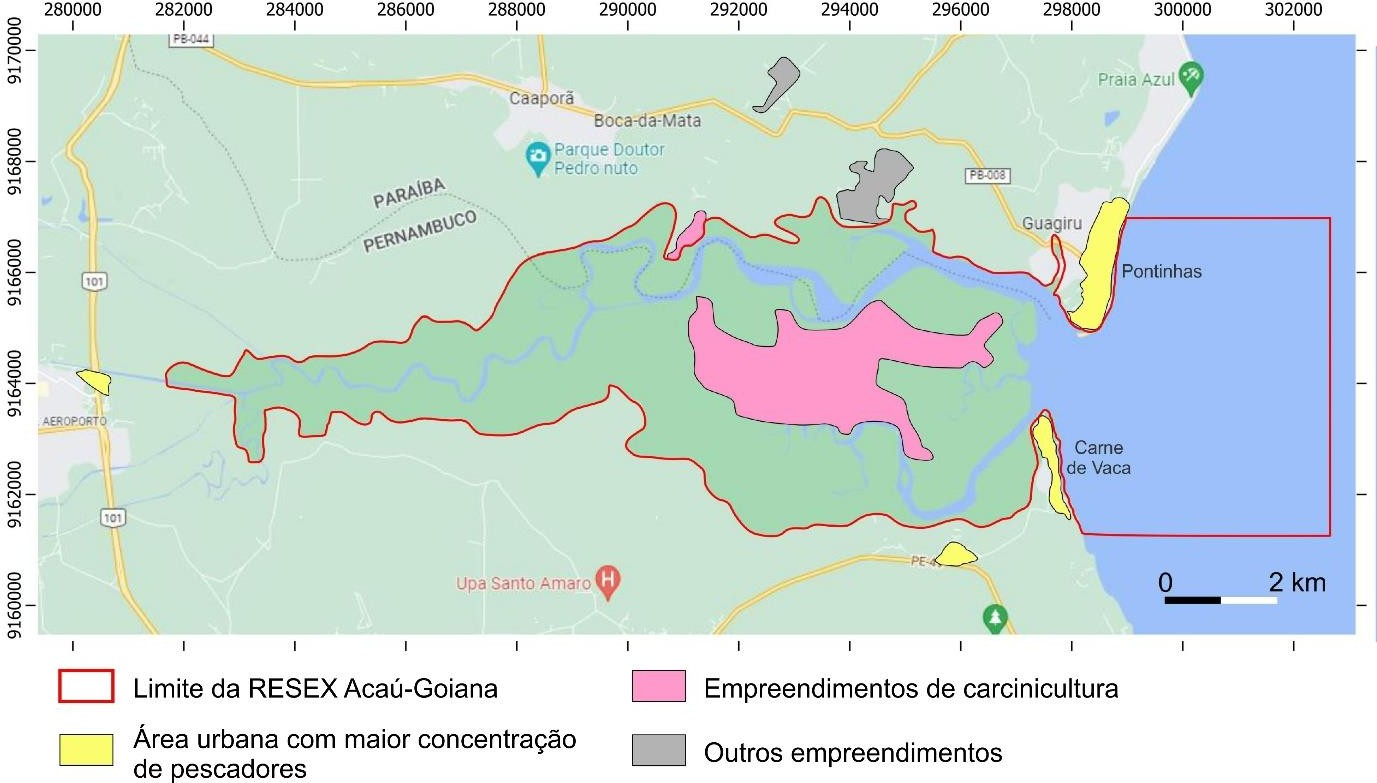 280000 282000 284000 286000 288000 290000 292000 294000 296000 298000 300000 302000
9170000
9168000
9166000
9164000
9162000
9160000
PB-044
Caaporã
Boca-da-Mata
Praia Azul
Parque Doutor
Pedro nuto
PB-008
PARAÍBA
PERNAMBUCO
Guagiru
Pontinhas
101
AEROPORTO
Carne
de Vaca
101
PE-4
Upa Santo Amaro
H
0 2 km
Limite da RESEX Acaú-Goiana
Empreendimentos de carcinicultura
Área urbana com maior concentração
de pescadores
Outros empreendimentos